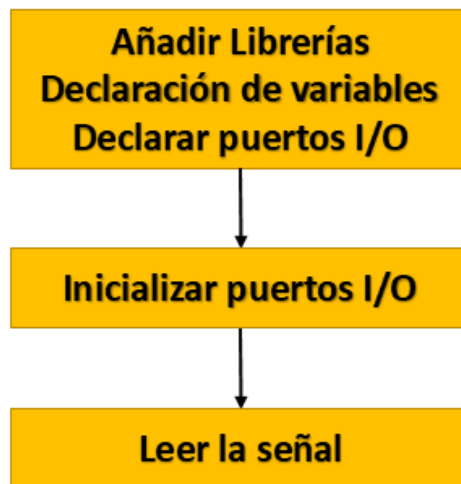 Añadir Librerías
Declaración de variables
Declarar puertos I/O
Inicializar puertos I/O
Leer la señal